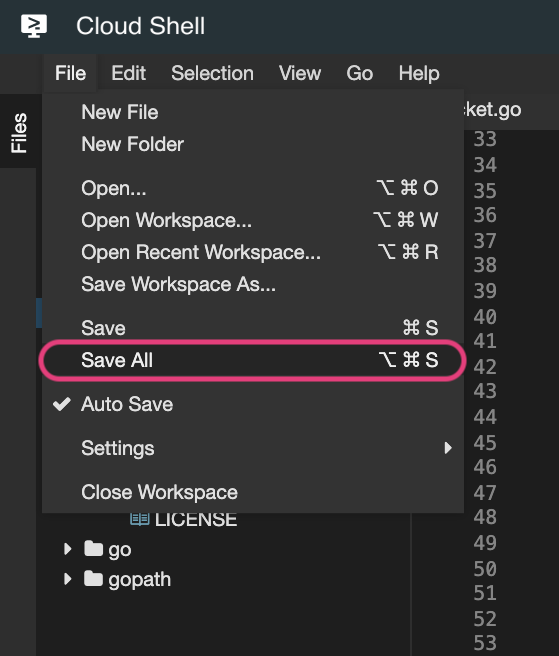 Cloud Shell
File Edit Selection View Go Help
Files
cket.go
New File
New Folder
Open... ⌥ ⌘ O
Open Workspace... ⌥ ⌘ W
Open Recent Workspace... ⌥ ⌘ R
Save Workspace As...
Save ⌘ S
Save All ⌥ ⌘ S
Auto Save
Settings
Close Workspace
LICENSE
go
gopath
33
34
35
36
37
38
39
40
41
42
43
44
45
46
47
48
49
50
51
52
53